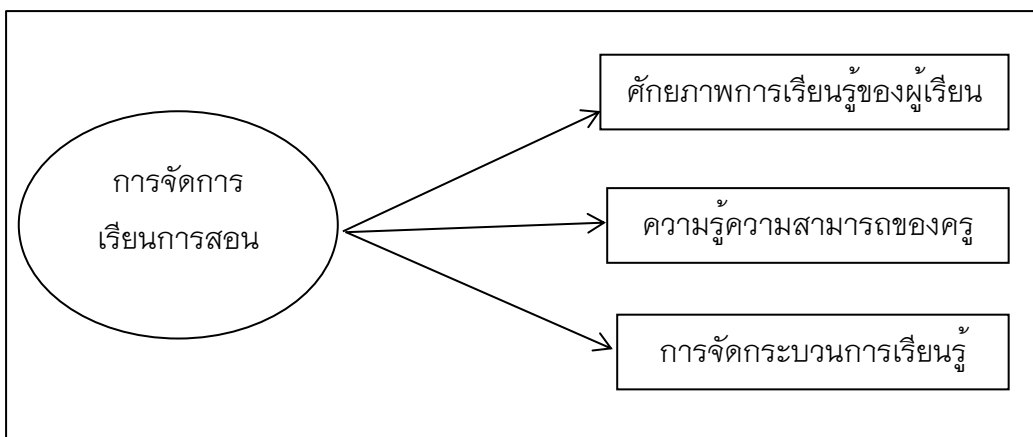 การจัดการ
เรียนการสอน
ศักยภาพการเรียนรู้ของผู้เรียน
ความรู้ความสามารถของครู
การจัดกระบวนการเรียนรู้